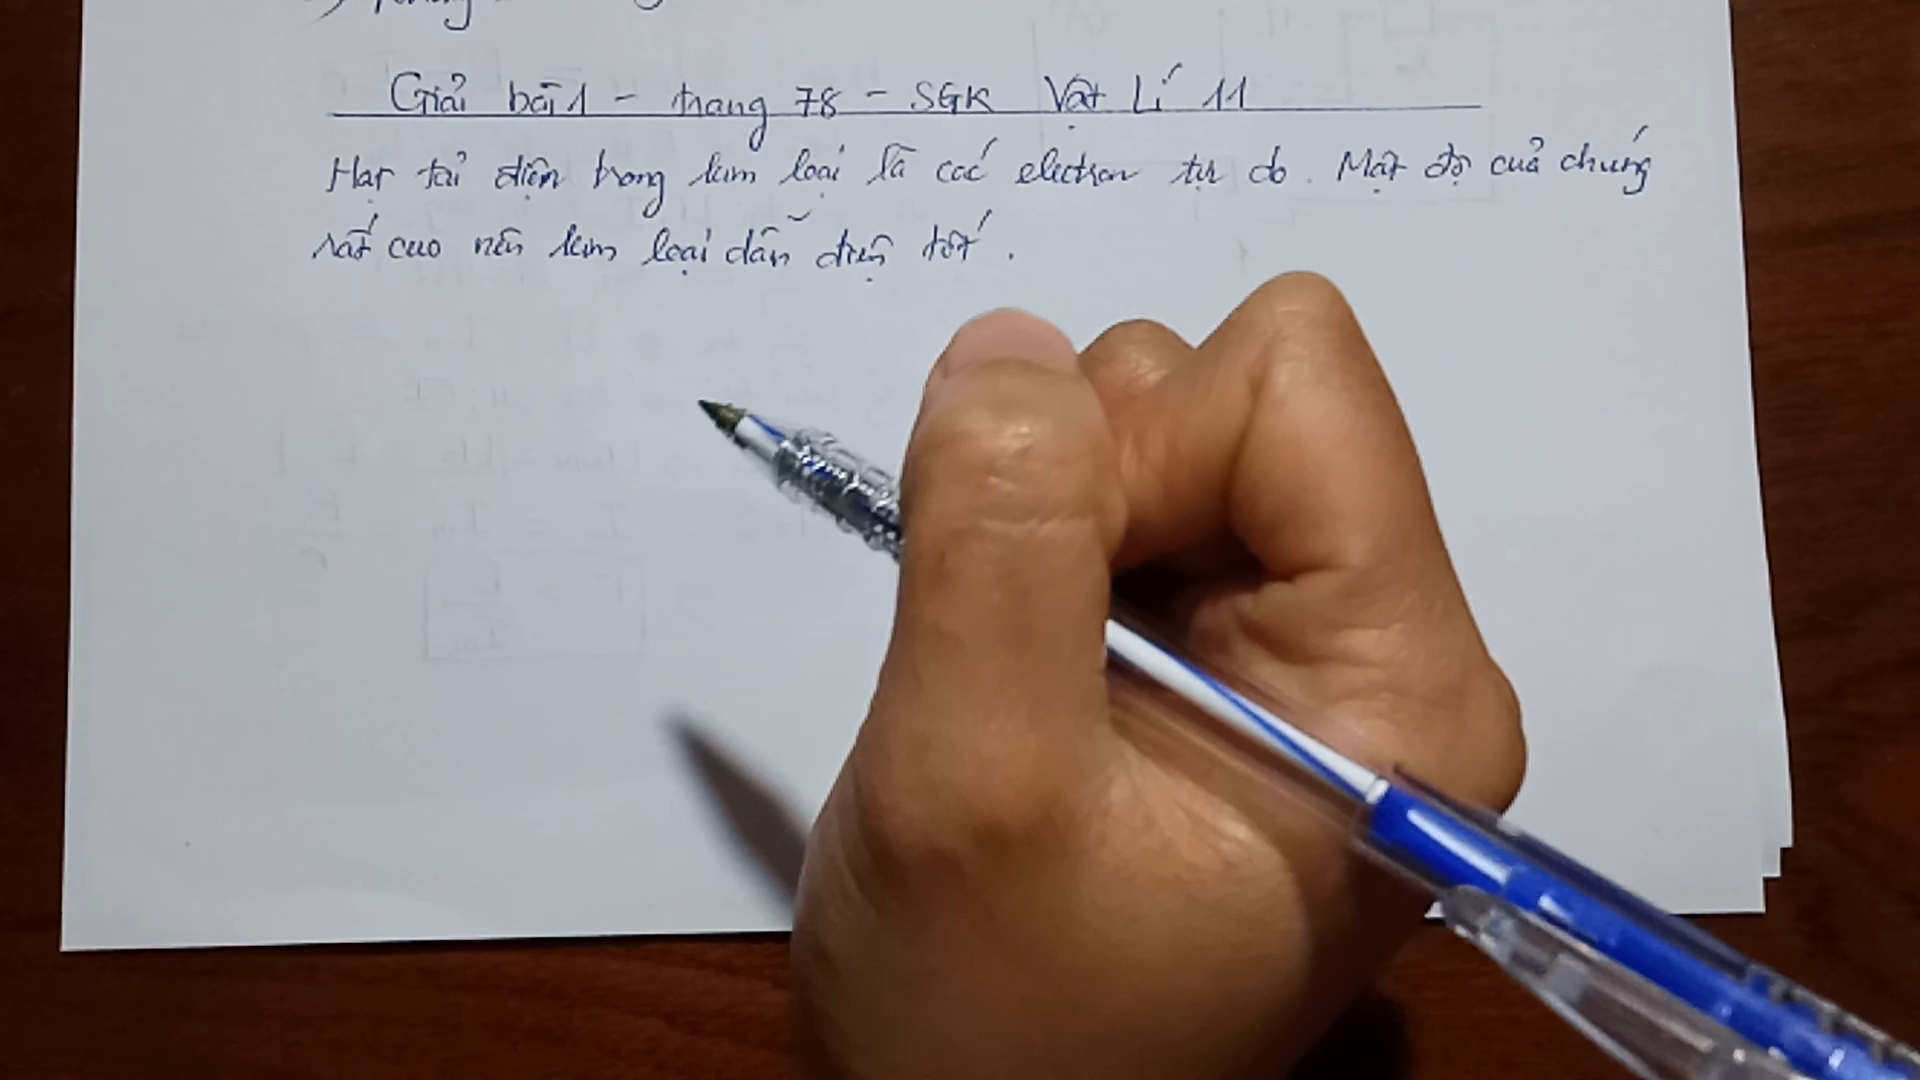 Giải bài 1 - trang 78 - SGK Vật Lí 11
Hạt tải điện trong kim loại là các electron tự do. Mật độ của chúng
rất cao nên kim loại dẫn điện tốt.